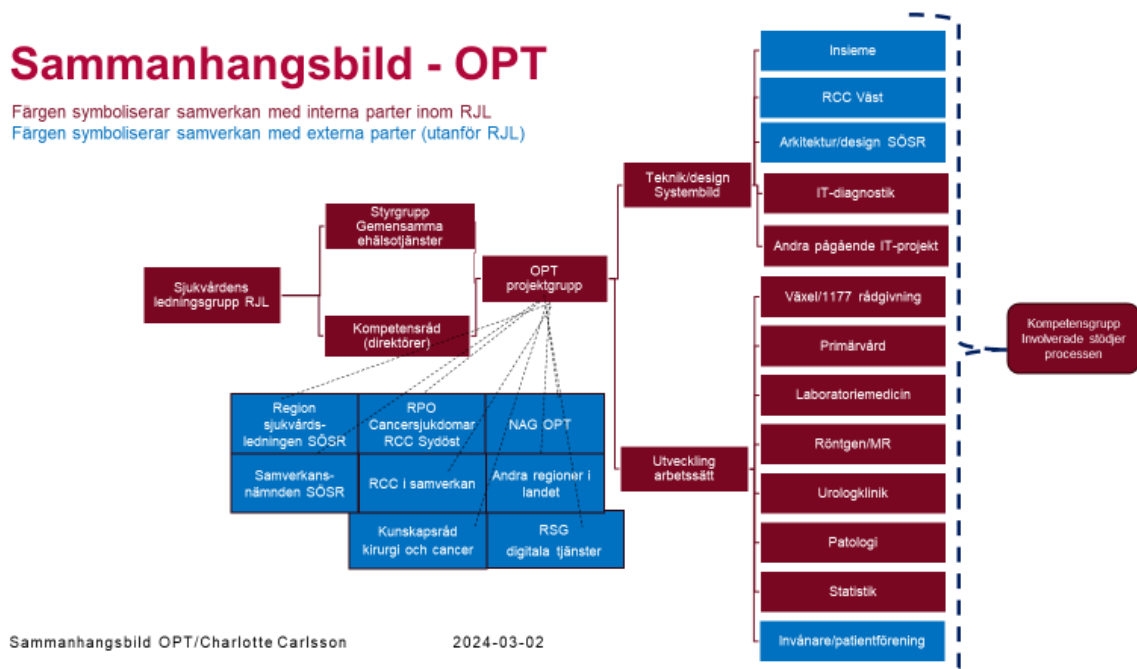 Sammanhangsbild - OPT
Färgen symboliserar samverkan med interna parter inom RJL
Färgen symboliserar samverkan med externa parter (utanför RJL)
Sjukvårdens
ledningsgrupp RJL
Styrgrupp
Gemensamma
ehälsotjänster
Kompetensråd
(direktörer)
OPT
projektgrupp
Region
sjukvårds-
ledningen SÖSR
RPO
Cancersjukdomar
RCC Sydöst
NAG OPT
Samverkans-
nämnden SÖSR
RCC i samverkan
Andra regioner i
landet
Kunskapsråd
kirurgi och cancer
RSG
digitala tjänster
Teknik/design
Systembild
Insieme
RCC Väst
Arkitektur/design SÖSR
IT-diagnostik
Andra pågående IT-projekt
Utveckling
arbetssätt
Växel/1177 rådgivning
Primärvård
Laboratoriemedicin
Röntgen/MR
Urologklinik
Patologi
Statistik
Invånare/patientförening
Kompetensgrupp
Involverade stödjer
processen
Sammanhangsbild OPT/Charlotte Carlsson
2024-03-02